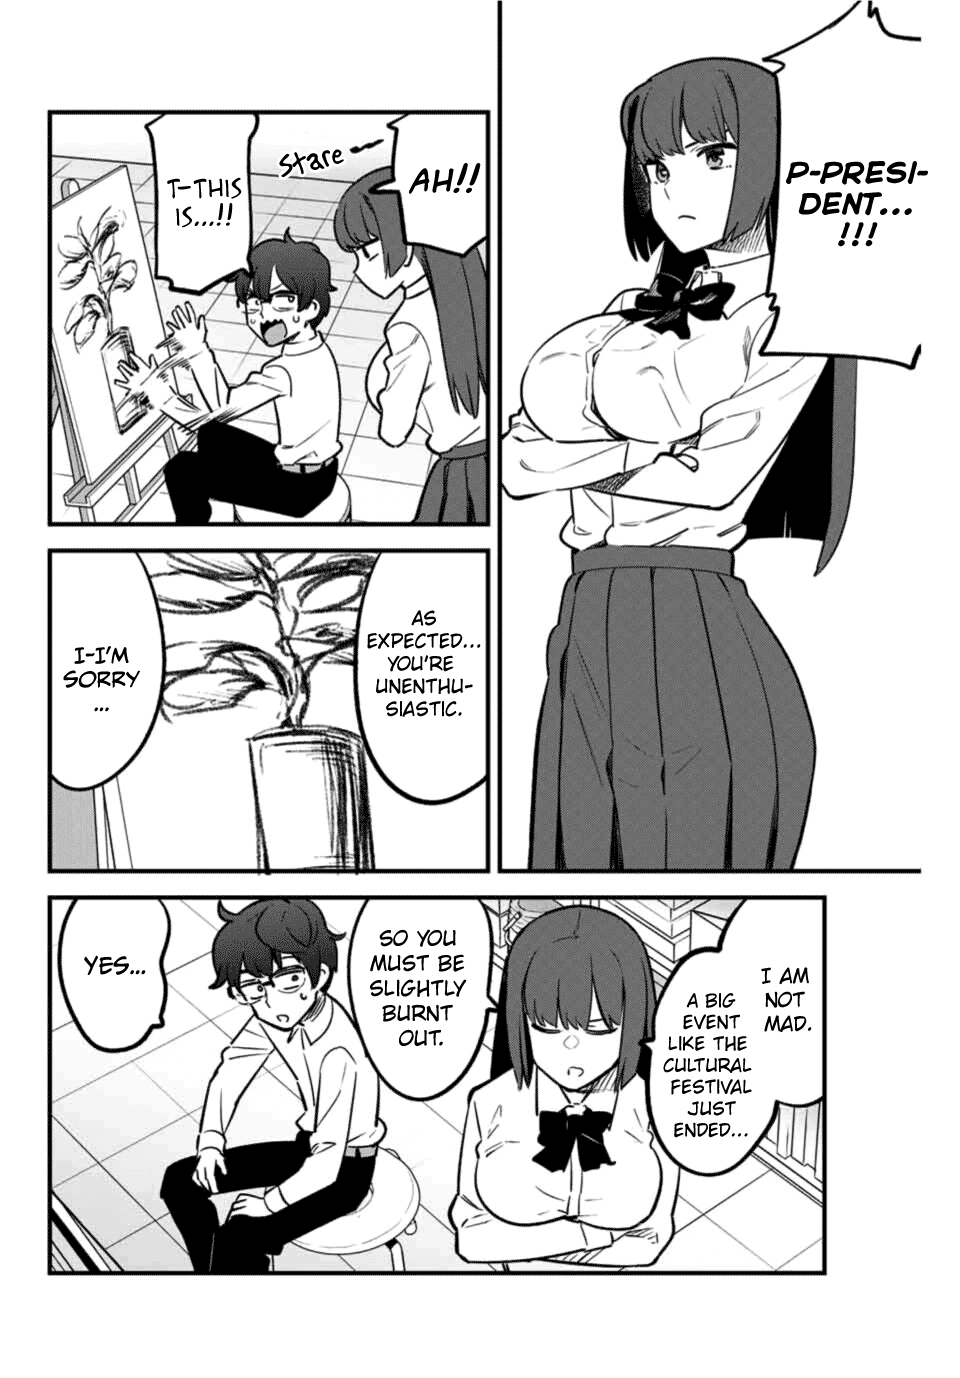 P-PRESI-
DENT...
!!!
AH!!
Stare
T-THIS
IS...!!
AS
EXPECTED...
YOU'RE
UNENTHU-
SIASTIC.
I-I'M
SORRY
...
I AM
NOT
MAD.
A BIG
EVENT
LIKE THE
CULTURAL
FESTIVAL
JUST
ENDED...
SO YOU
MUST BE
SLIGHTLY
BURNT
OUT.
YES...